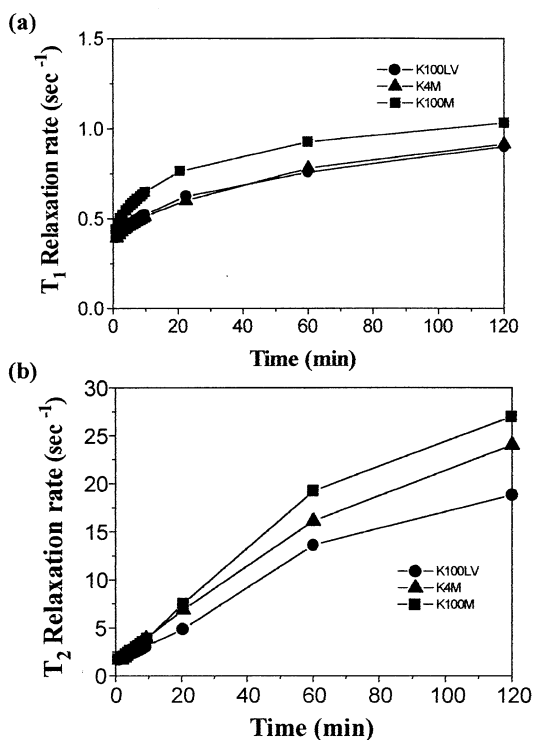 (a)
T1 Relaxation rate (sec-1)
1.5
1.0
0.5
0.0
K100LV
K4M
K100M
0 20 40 60 80 100 120
Time (min)
(b)
T2 Relaxation rate (sec-1)
30
25
20
15
10
5
0
K100LV
K4M
K100M
0 20 40 60 80 100 120
Time (min)